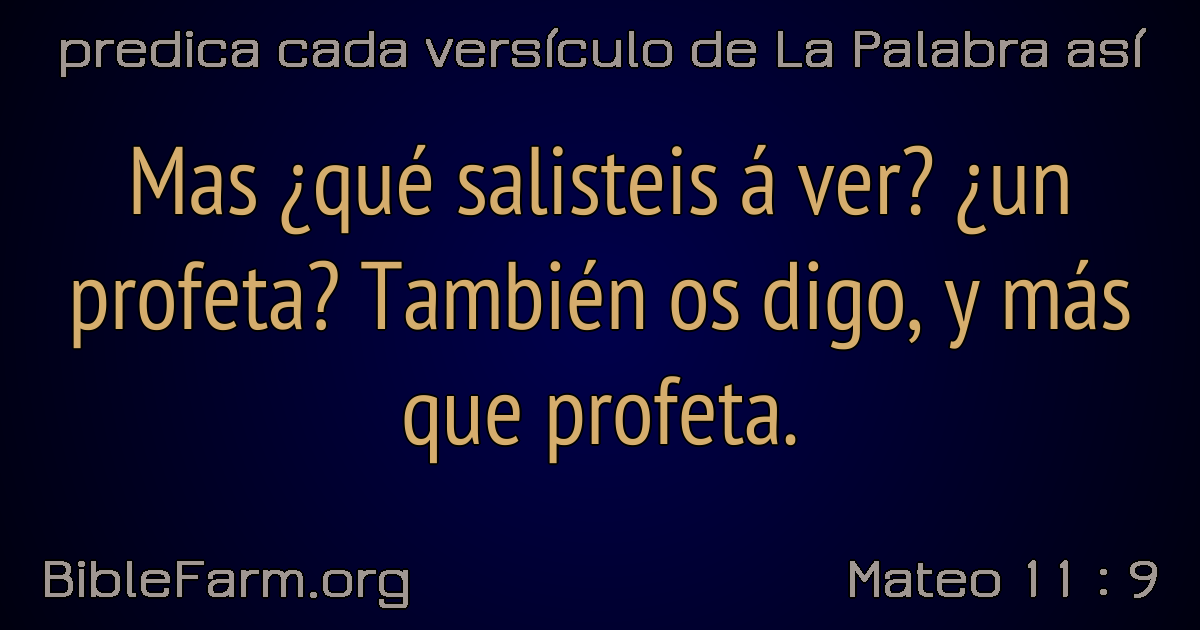 predica cada versículo de La Palabra así
Mas ¿qué salisteis á ver? ¿un
profeta? También os digo, y más
que profeta.
BibleFarm.org
Mateo 11 : 9